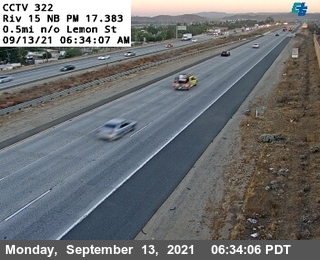 CCTV 322
Riv 15 NB PM 17.383
0.5mi n/o Lemon St
09/13/21 06:34:07 AM
Monday, September 13, 2021 06:34:06 PDT